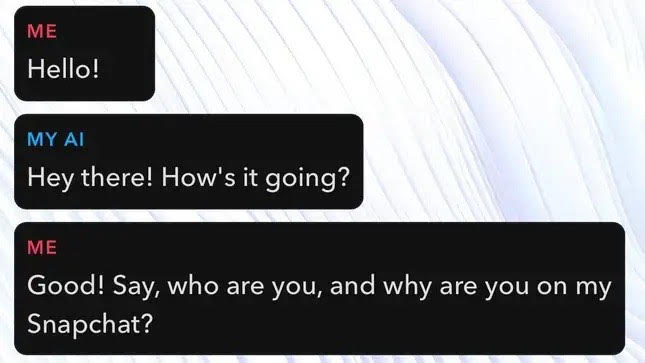 ME
Hello!
MY AI
Hey there! How's it going?
ME
Good! Say, who are you, and why are you on my
Snapchat?